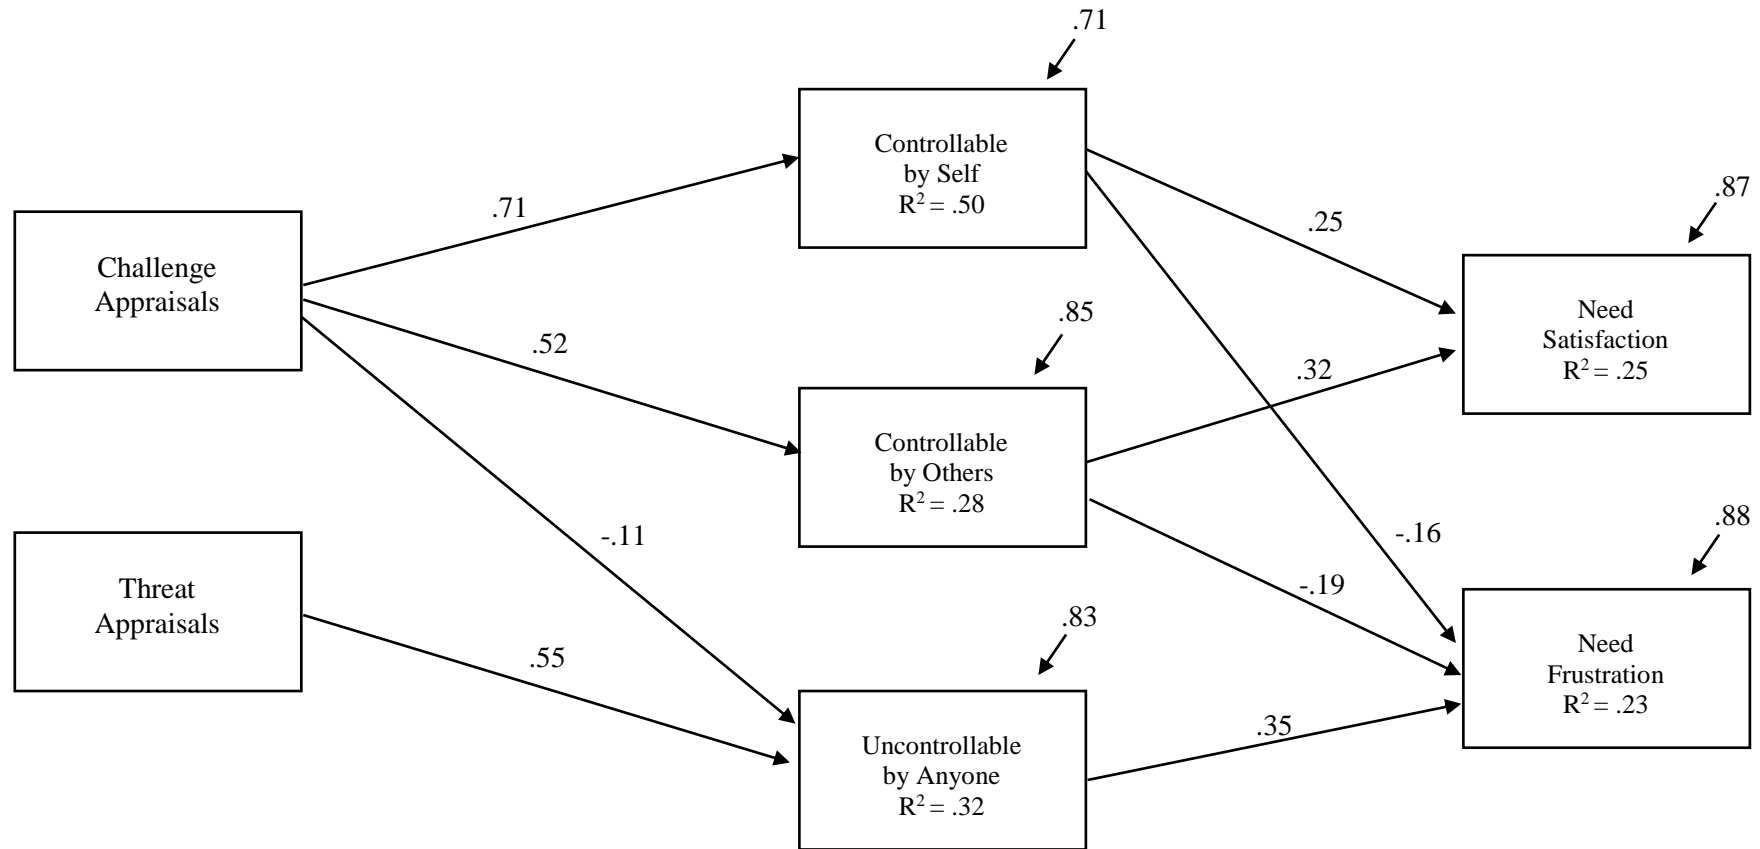 .71
Controllable
by Self
R² = .50
.87
.71
.25
Challenge
Appraisals
Need
Satisfaction
R² = .25
.85
.52
.32
Controllable
by Others
R² = .28
-.11
-.16
.88
Threat
Appraisals
-.19
.83
.55
Need
Frustration
R² = .23
.35
Uncontrollable
by Anyone
R² = .32